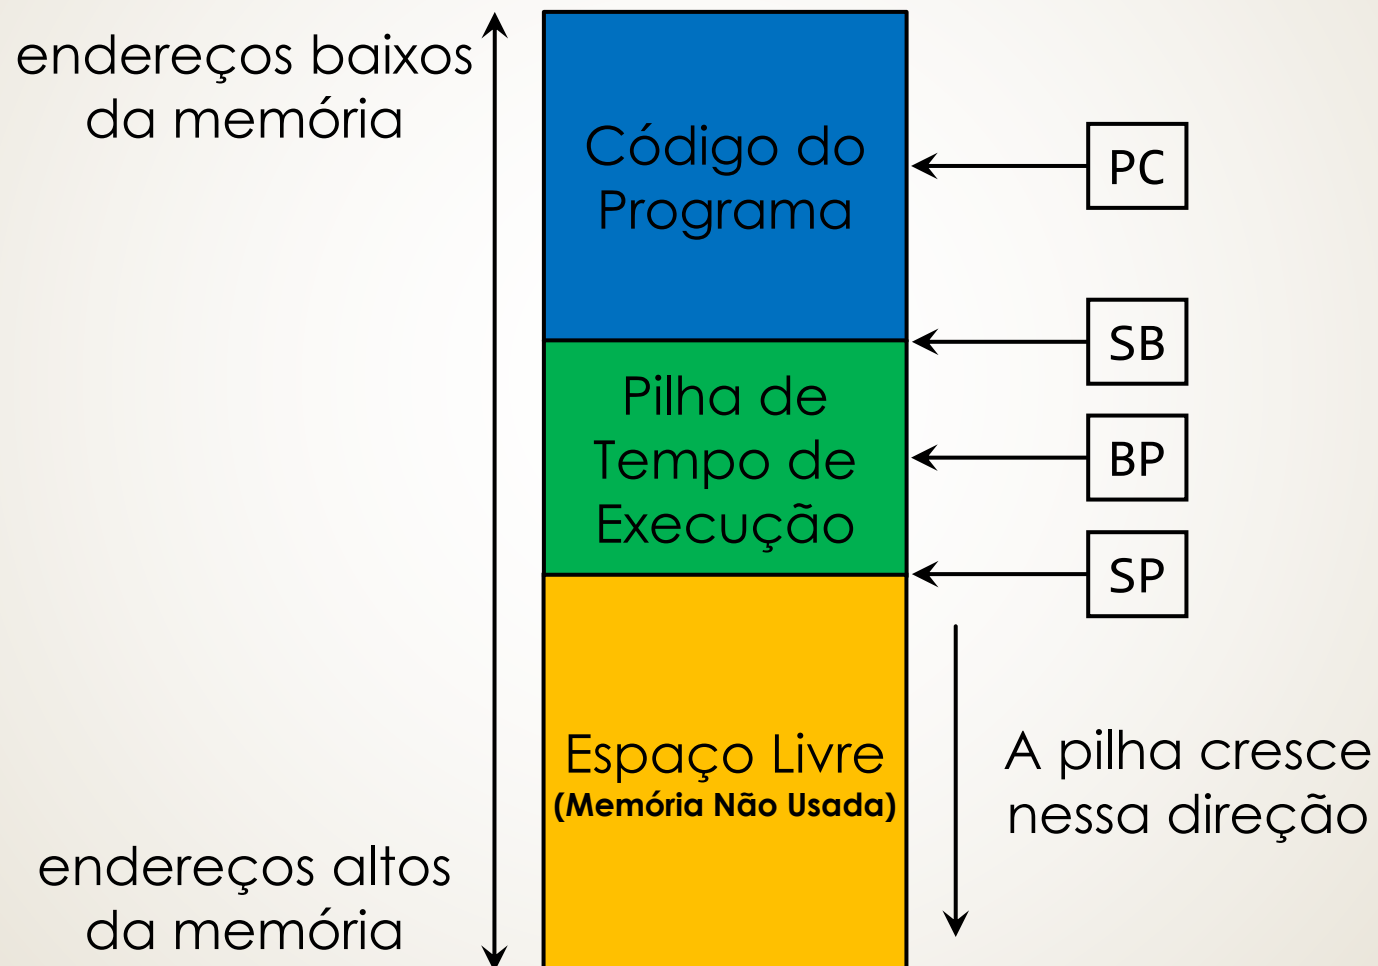 endereços baixos
da memória
Código do
Programa
PC
SB
Pilha de
Tempo de
Execução
BP
SP
Espaço Livre
(Memória Não Usada)
A pilha cresce
nessa direção
endereços altos
da memória